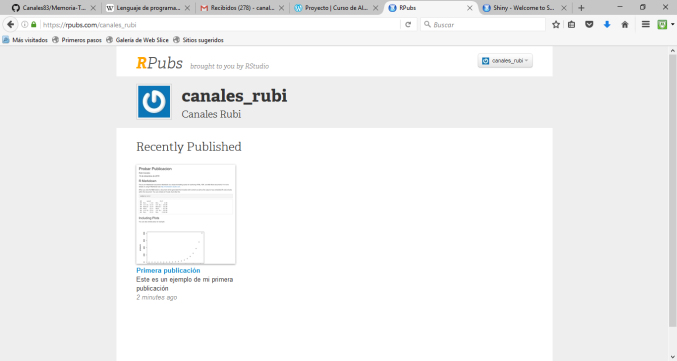 Canales83/Memoria-T...
Lenguaje de programa...
Recibidos (278) - canal...
Proyecto | Curso de Al...
RPubs
Shiny - Welcome to S...
https://rpubs.com/canales_rubi
Buscar
Más visitados
Primeros pasos
Galería de Web Slice
Sitios sugeridos
RPubs brought to you by RStudio
canales_rubi
canales_rubi
Canales Rubi
Recently Published
Primera publicación
Este es un ejemplo de mi primera
publicación
2 minutes ago